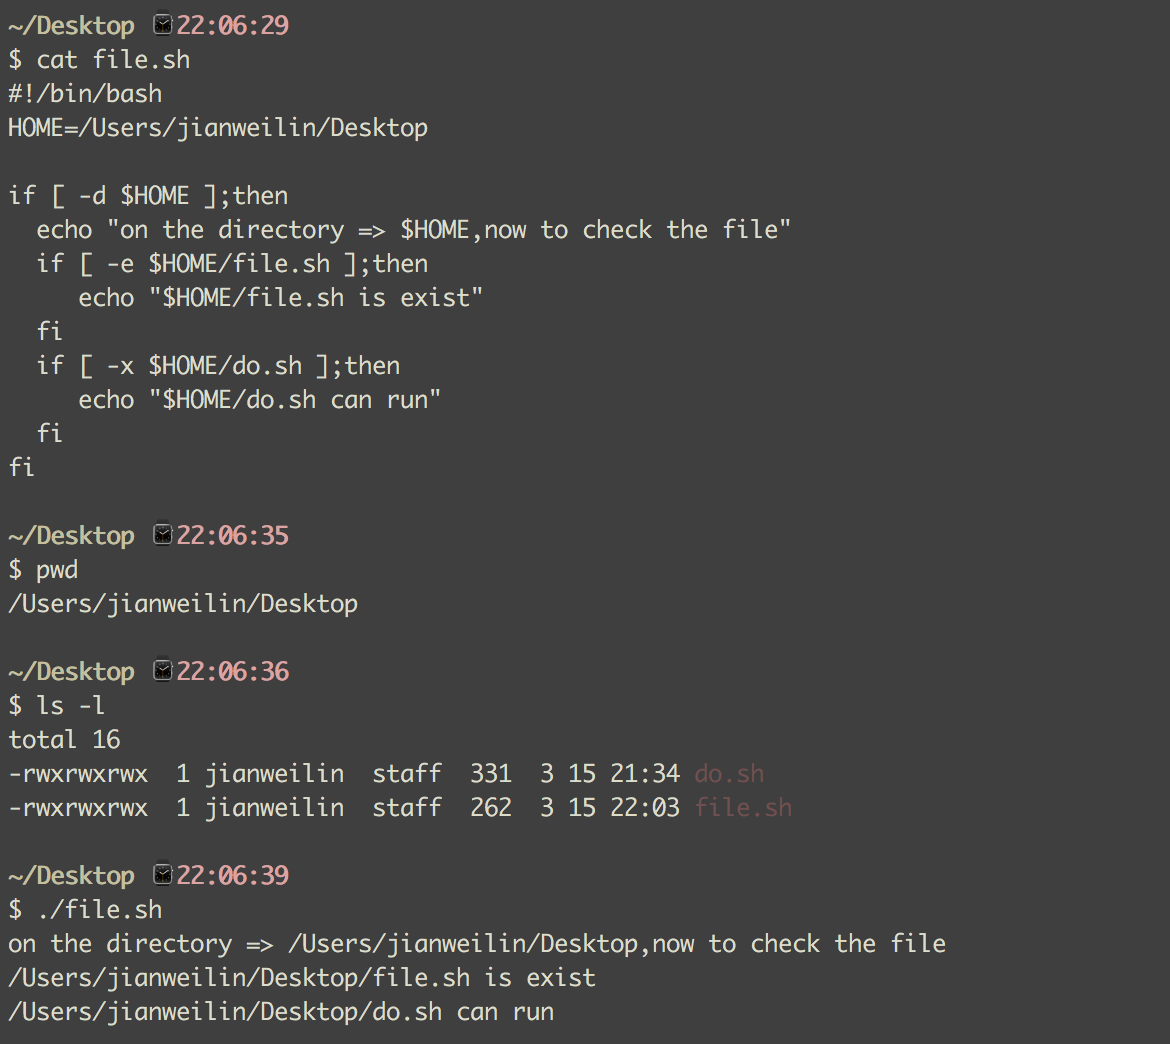 ~/Desktop ⌚22:06:29
$ cat file.sh
#!/bin/bash
HOME=/Users/jianweilin/Desktop

if [ -d $HOME ];then
  echo "on the directory => $HOME,now to check the file"
  if [ -e $HOME/file.sh ];then
     echo "$HOME/file.sh is exist"
  fi
  if [ -x $HOME/do.sh ];then
     echo "$HOME/do.sh can run"
  fi
fi

~/Desktop ⌚22:06:35
$ pwd
/Users/jianweilin/Desktop

~/Desktop ⌚22:06:36
$ ls -l
total 16
-rwxrwxrwx  1 jianweilin  staff  331  3 15 21:34 do.sh
-rwxrwxrwx  1 jianweilin  staff  262  3 15 22:03 file.sh

~/Desktop ⌚22:06:39
$ ./file.sh
on the directory => /Users/jianweilin/Desktop,now to check the file
/Users/jianweilin/Desktop/file.sh is exist
/Users/jianweilin/Desktop/do.sh can run